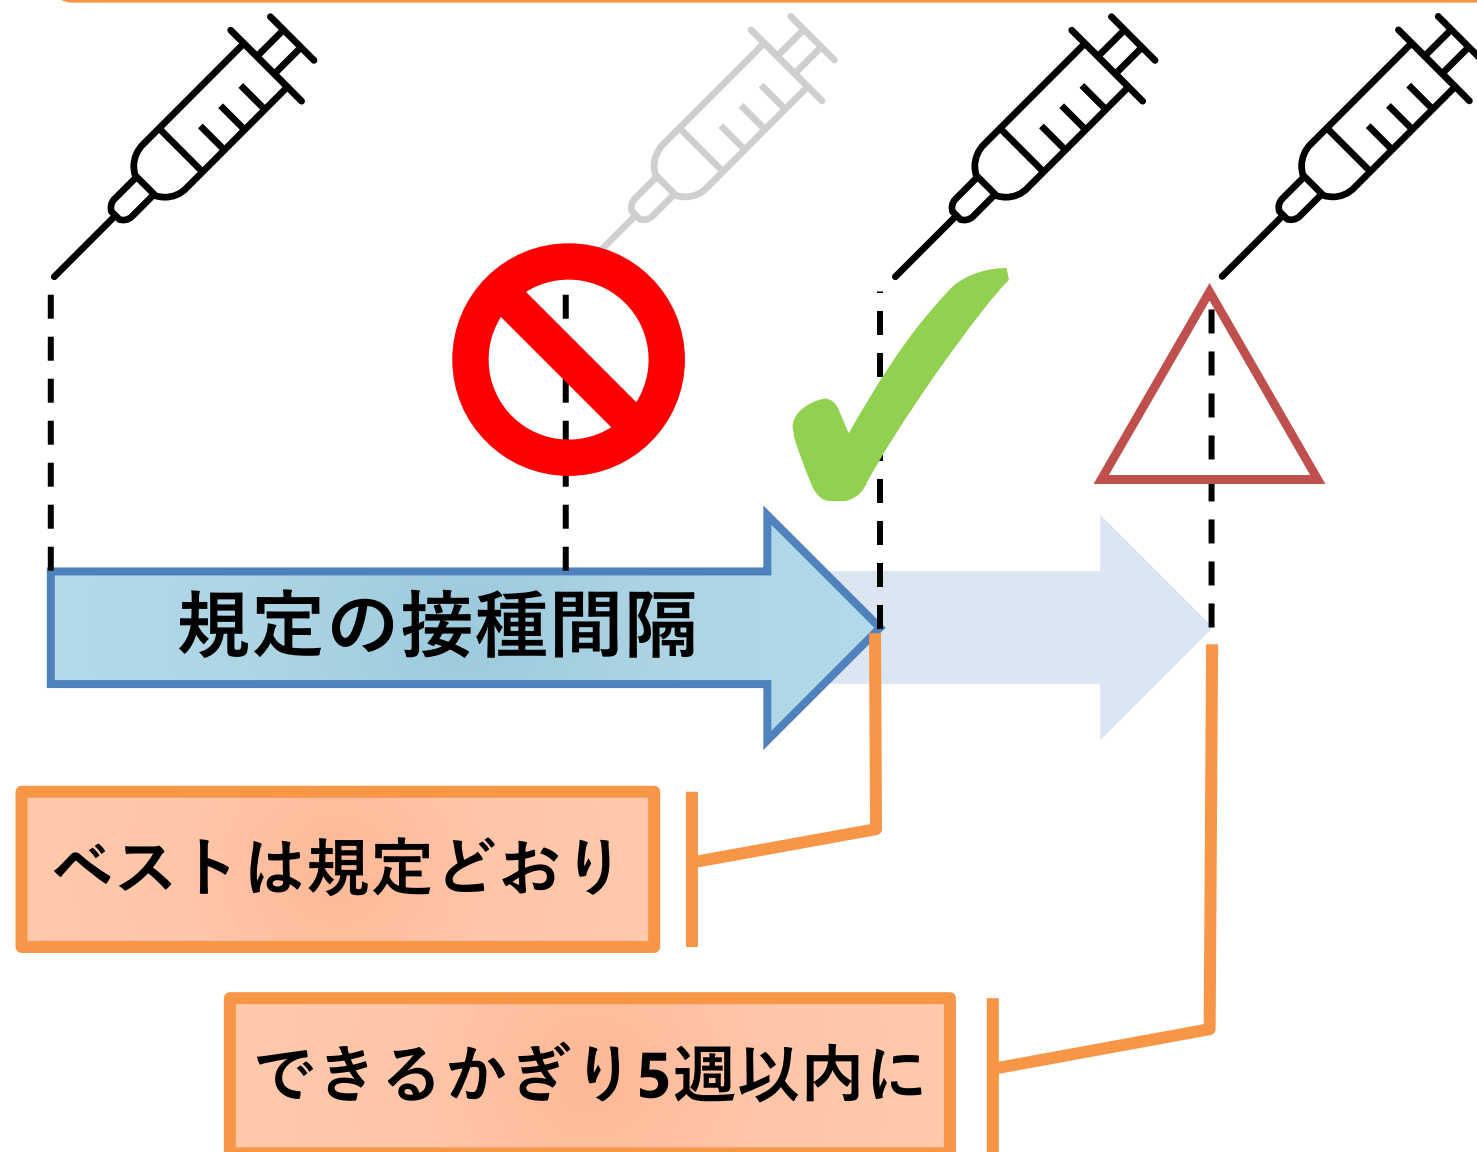 規定の接種間隔
ベストは規定どおり
できるかぎり5週以内に